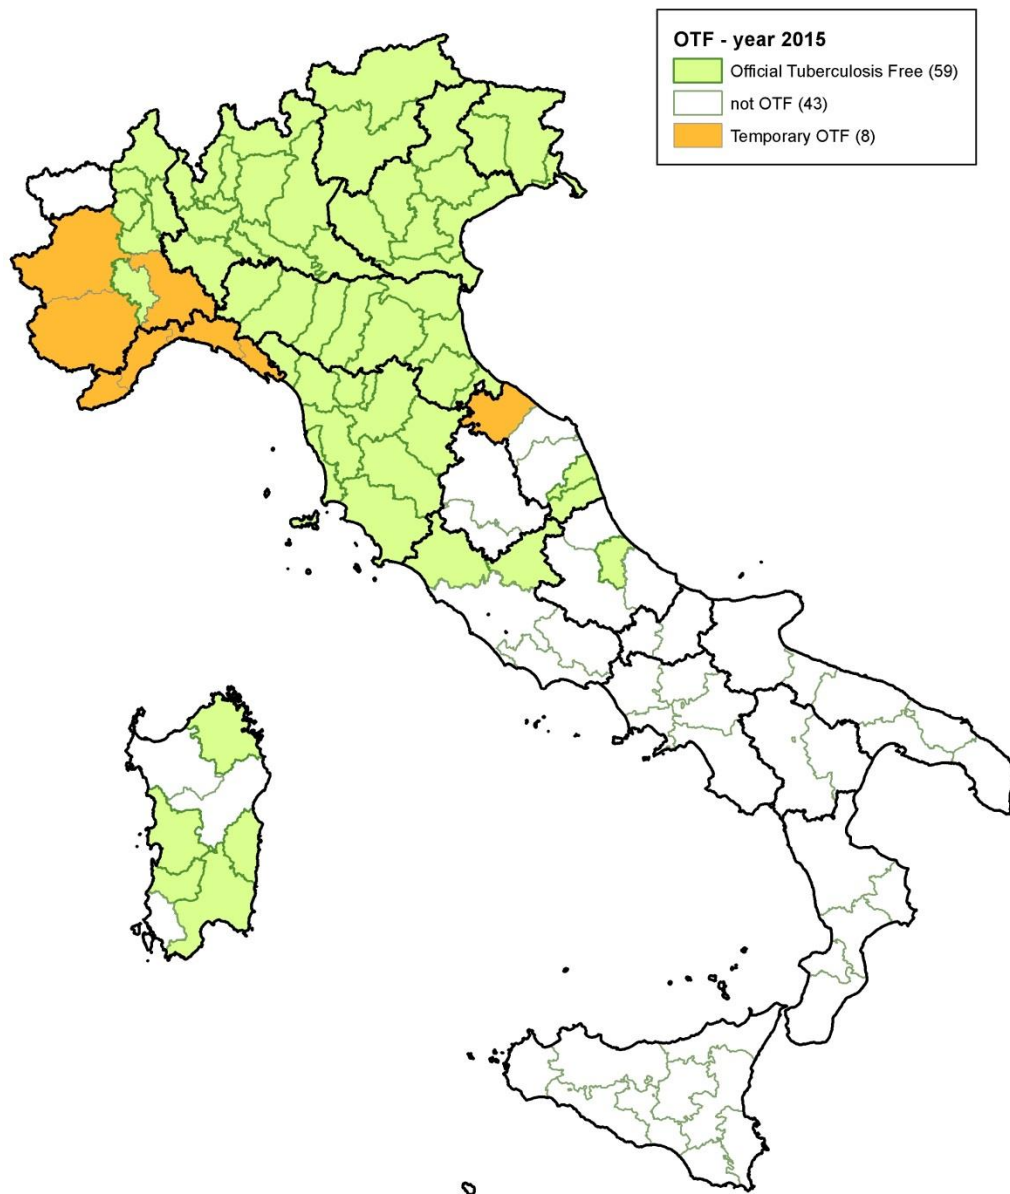 OTF - year 2015
Official Tuberculosis Free (59)
not OTF (43)
Temporary OTF (8)